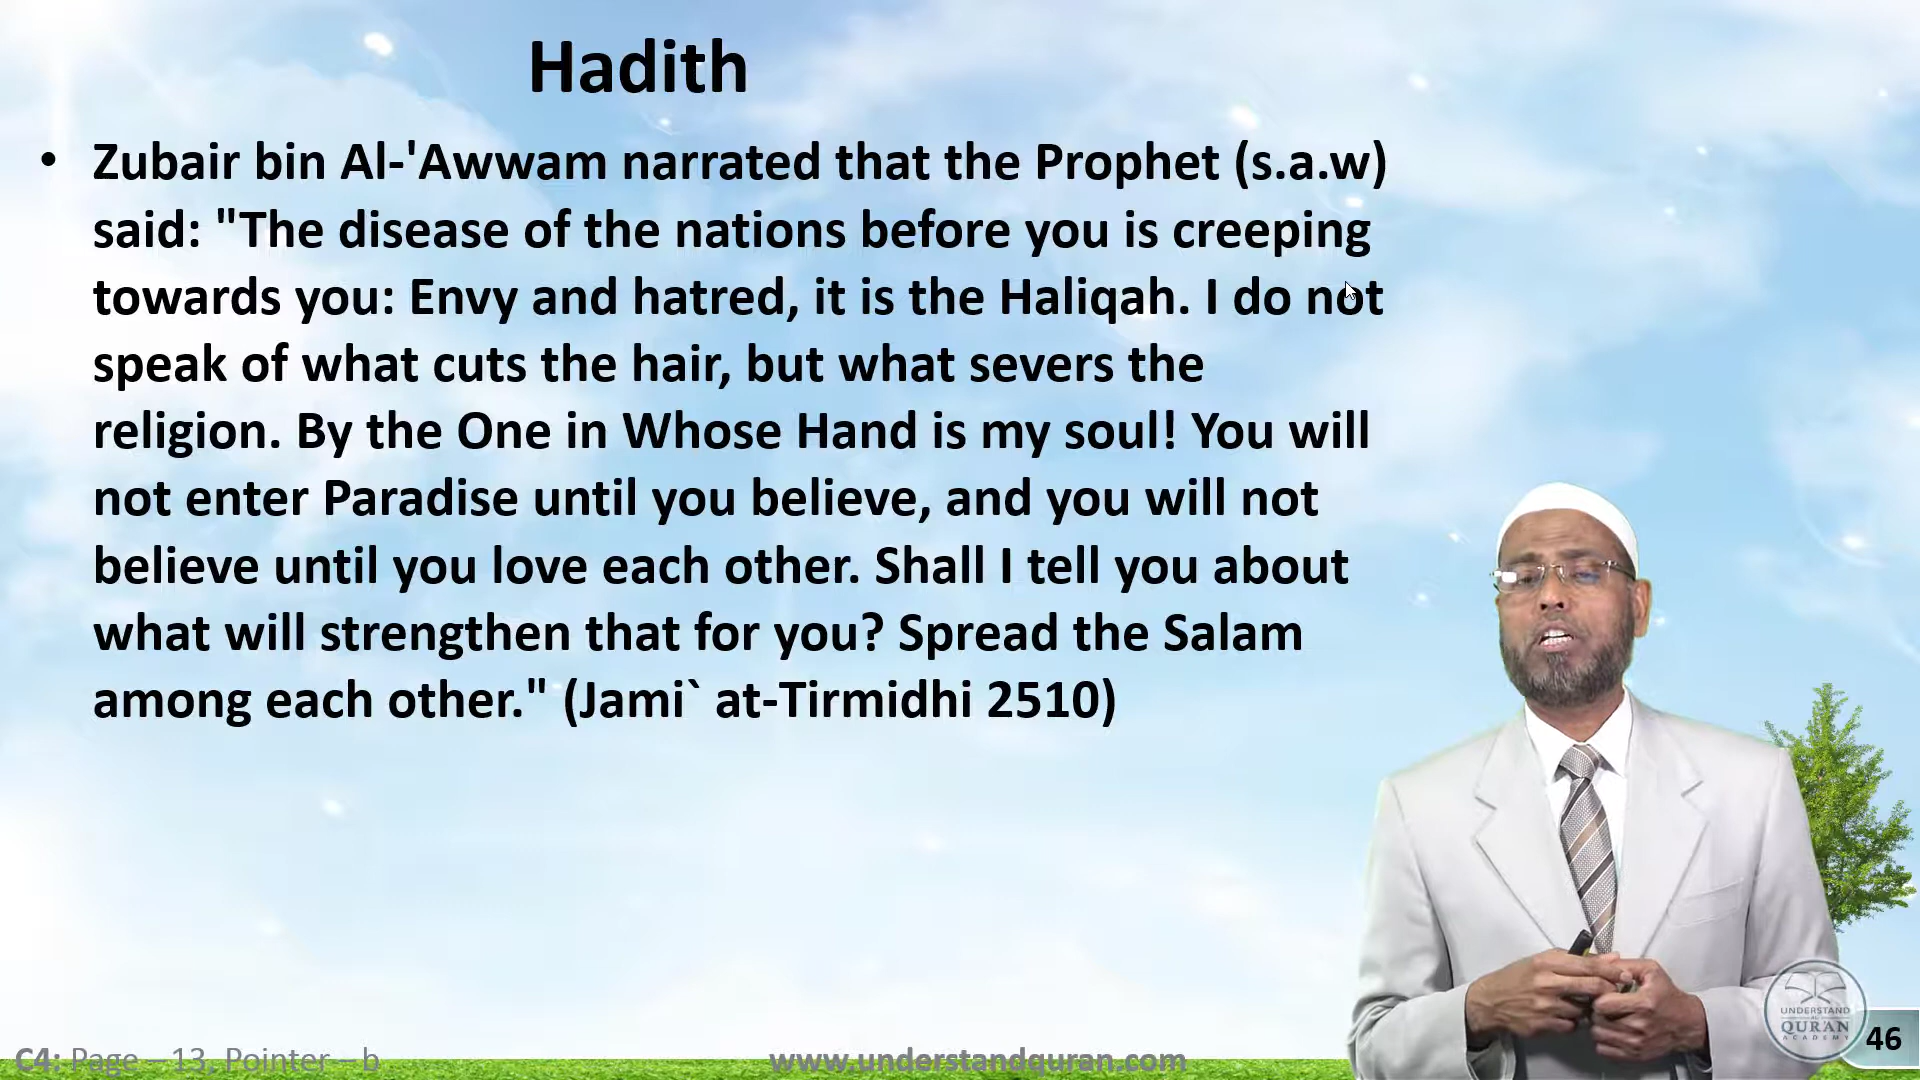 Hadith
• Zubair bin Al-'Awwam narrated that the Prophet (s.a.w)
said: "The disease of the nations before you is creeping
towards you: Envy and hatred, it is the Haliqah. I do not
speak of what cuts the hair, but what severs the
religion. By the One in Whose Hand is my soul! You will
not enter Paradise until you believe, and you will not
believe until you love each other. Shall I tell you about
what will strengthen that for you? Spread the Salam
among each other." (Jami` at-Tirmidhi 2510)
UNDERSTAND
QURAN
ACADEMY
46
C4: Page – 13, Pointer – b
www.understandquran.com